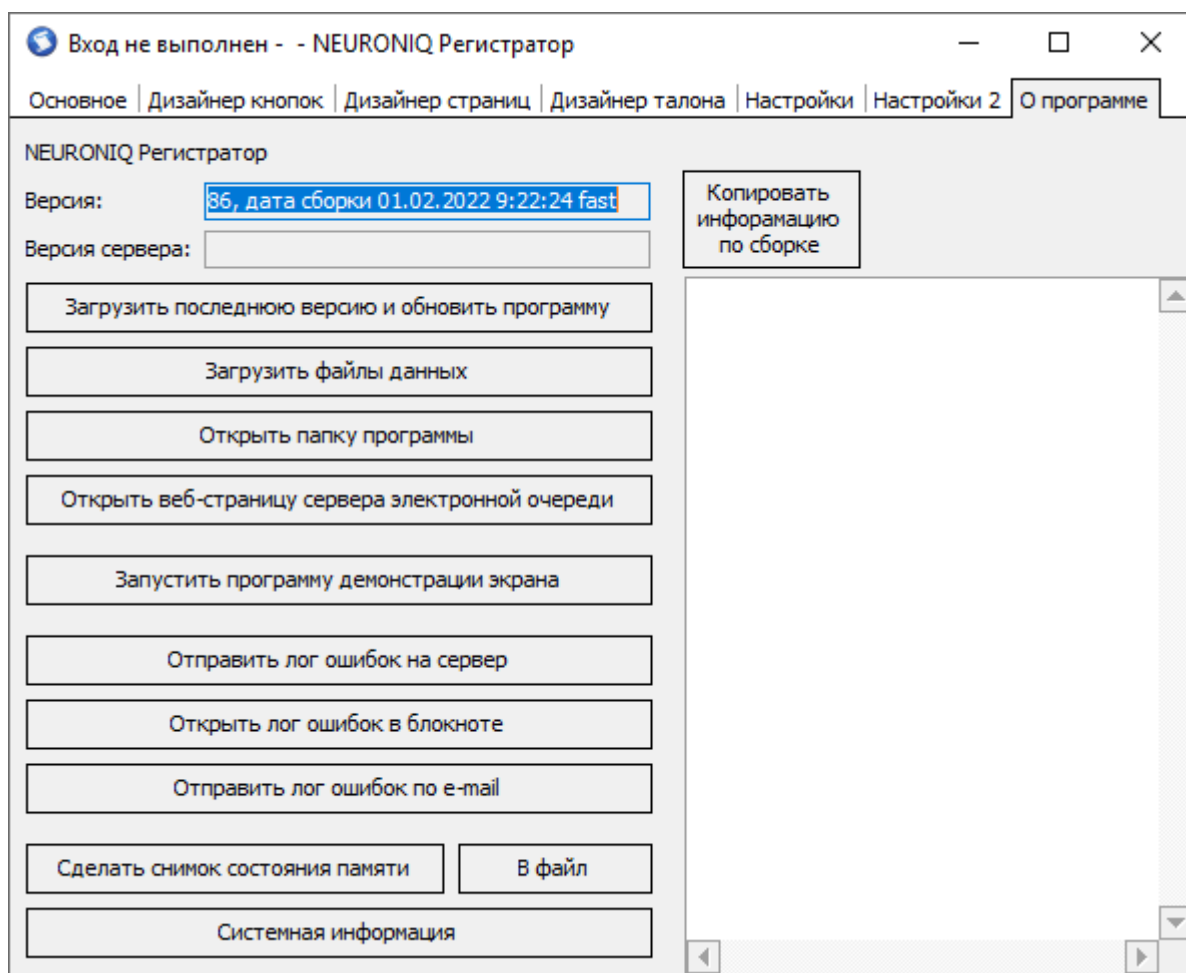 Вход не выполнен -  - NEURONIQ Регистратор
Основное Дизайнер кнопок Дизайнер страниц Дизайнер талона Настройки Настройки 2 О программе
NEURONIQ Регистратор
Версия: 86, дата сборки 01.02.2022 9:22:24 fast
Версия сервера:
Копировать
инфорамацию
по сборке
Загрузить последнюю версию и обновить программу
Загрузить файлы данных
Открыть папку программы
Открыть веб-страницу сервера электронной очереди
Запустить программу демонстрации экрана
Отправить лог ошибок на сервер
Открыть лог ошибок в блокноте
Отправить лог ошибок по e-mail
Сделать снимок состояния памяти В файл
Системная информация